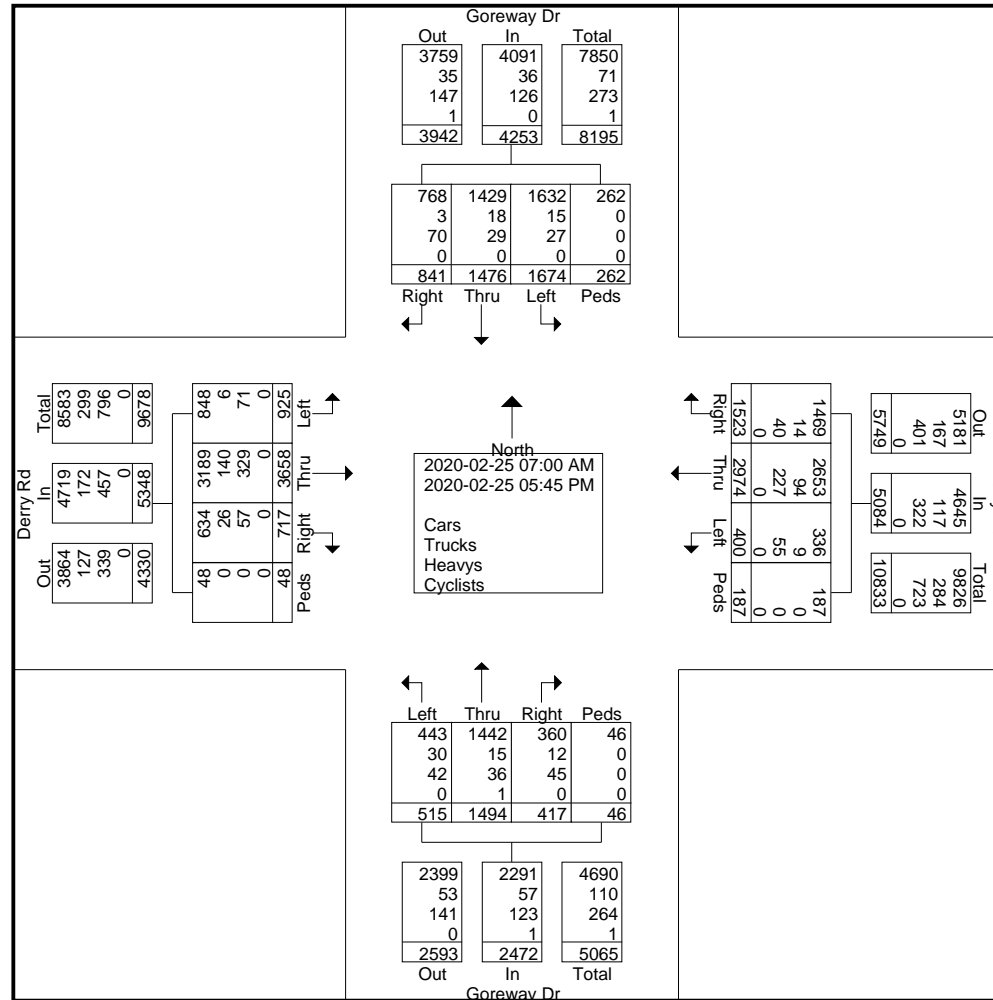 Goreway Dr
Out In Total
3759 4091 7850
35 36 71
147 126 273
1 0 1
3942 4253 8195
768 1429 1632 262
3 18 15 0
70 29 27 0
0 0 0 0
841 1476 1674 262
Right Thru Left Peds
Derry Rd
Total
8583 299 796 0 9678
In
4719 172 457 0 5348
Out
3864 127 339 0 4330
848 6 71 0 925
Left
3189 140 329 0 3658
Thru
634 26 57 0 717
Right
48 0 0 0 48
Peds
North
2020-02-25 07:00 AM
2020-02-25 05:45 PM
Cars
Trucks
Heavys
Cyclists
Right
1469 14 40 0 1523
Thru
2653 94 227 0 2974
Left
336 9 55 0 400
Peds
187 0 0 0 187
Out
5181 167 401 0 5749
In
4645 117 322 0 5084
Total
9826 284 723 0 10833
Left Thru Right Peds
443 1442 360 46
30 15 12 0
42 36 45 0
0 1 0 0
515 1494 417 46
2399 2291 4690
53 57 110
141 123 264
0 1 1
2593 2472 5065
Out In Total
Goreway Dr